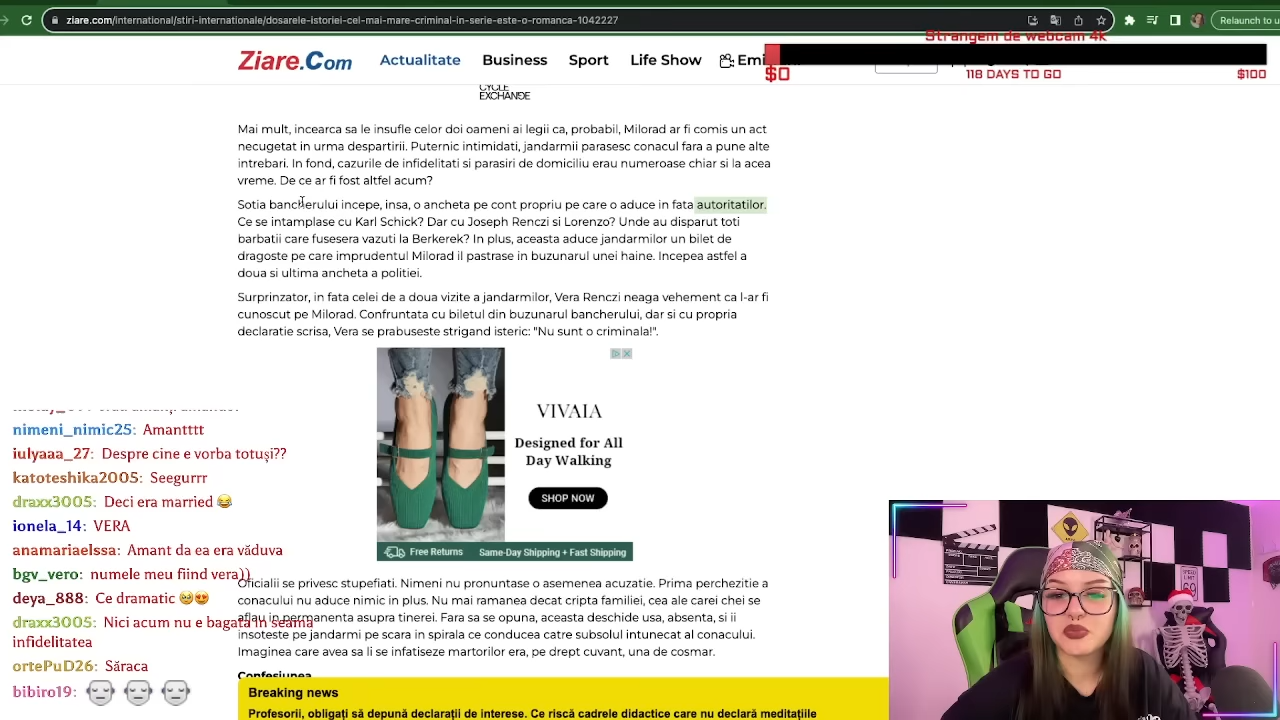 ziare.com/international/stiri-internationale/dosarele-istoriei-cel-mai-mare-criminal-in-serie-este-o-romanca-1042227
Relaunch to u
Strangem de webcam 4k
Ziare.Com Actualitate Business Sport Life Show
$0
118 DAYS TO GO
$100
CYCLE
EXCHANGE
Mai mult, incearca sa le insufle celor doi oameni ai legii ca, probabil, Milorad ar fi comis un act
necugetat in urma despartirii. Puternic intimidati, jandarmii parasesc conacul fara a pune alte
intrebari. In fond, cazurile de infidelitati si parasiri de domiciliu erau numeroase chiar si la acea
vreme. De ce ar fi fost altfel acum?
Sotia bancherului incepe, insa, o ancheta pe cont propriu pe care o aduce in fata autoritatilor.
Ce se intamplase cu Karl Schick? Dar cu Joseph Renczi si Lorenzo? Unde au disparut toti
barbatii care fusesera vazuti la Berkerek? In plus, aceasta aduce jandarmilor un bilet de
dragoste pe care imprudentul Milorad il pastrase in buzunarul unei haine. Incepea astfel a
doua si ultima ancheta a politiei.
Surprinzator, in fata celei de a doua vizite a jandarmilor, Vera Renczi neaga vehement ca l-ar fi
cunoscut pe Milorad. Confruntata cu biletul din buzunarul bancherului, dar si cu propria
declaratie scrisa, Vera se prabuseste strigand isteric: "Nu sunt o criminala!".
VIVAIA
Designed for All
Day Walking
SHOP NOW
Free Returns Same-Day Shipping + Fast Shipping
nimeni_nimic25: Amantttt
iulyaaa_27: Despre cine e vorba totuși??
katoteshika2005: Seegurrr
draxx3005: Deci era married 😂
ionela_14: VERA
anamariaelssa: Amant da ea era văduva
bgv_vero: numele meu fiind vera))
deya_888: Ce dramatic 🥹😍
draxx3005: Nici acum nu e bagata in seama
infidelitatea
ortePuD26: Săraca
bibiro19:
Oficialii se privesc stupefiati. Nimeni nu pronuntase o asemenea acuzatie. Prima perchezitie a
conacului nu aduce nimic in plus. Nu mai ramanea decat cripta familiei, cea ale carei chei se
aflau in permanenta asupra tinerei. Fara sa se opuna, aceasta deschide usa, absenta, si ii
insoteste pe jandarmi pe scara in spirala ce conducea catre subsolul intunecat al conacului.
Imaginea care avea sa li se infatiseze martorilor era, pe drept cuvant, una de cosmar.
Confesiunea
Breaking news
Profesorii, obligați să depună declarații de interese. Ce riscă cadrele didactice care nu declară meditațiile